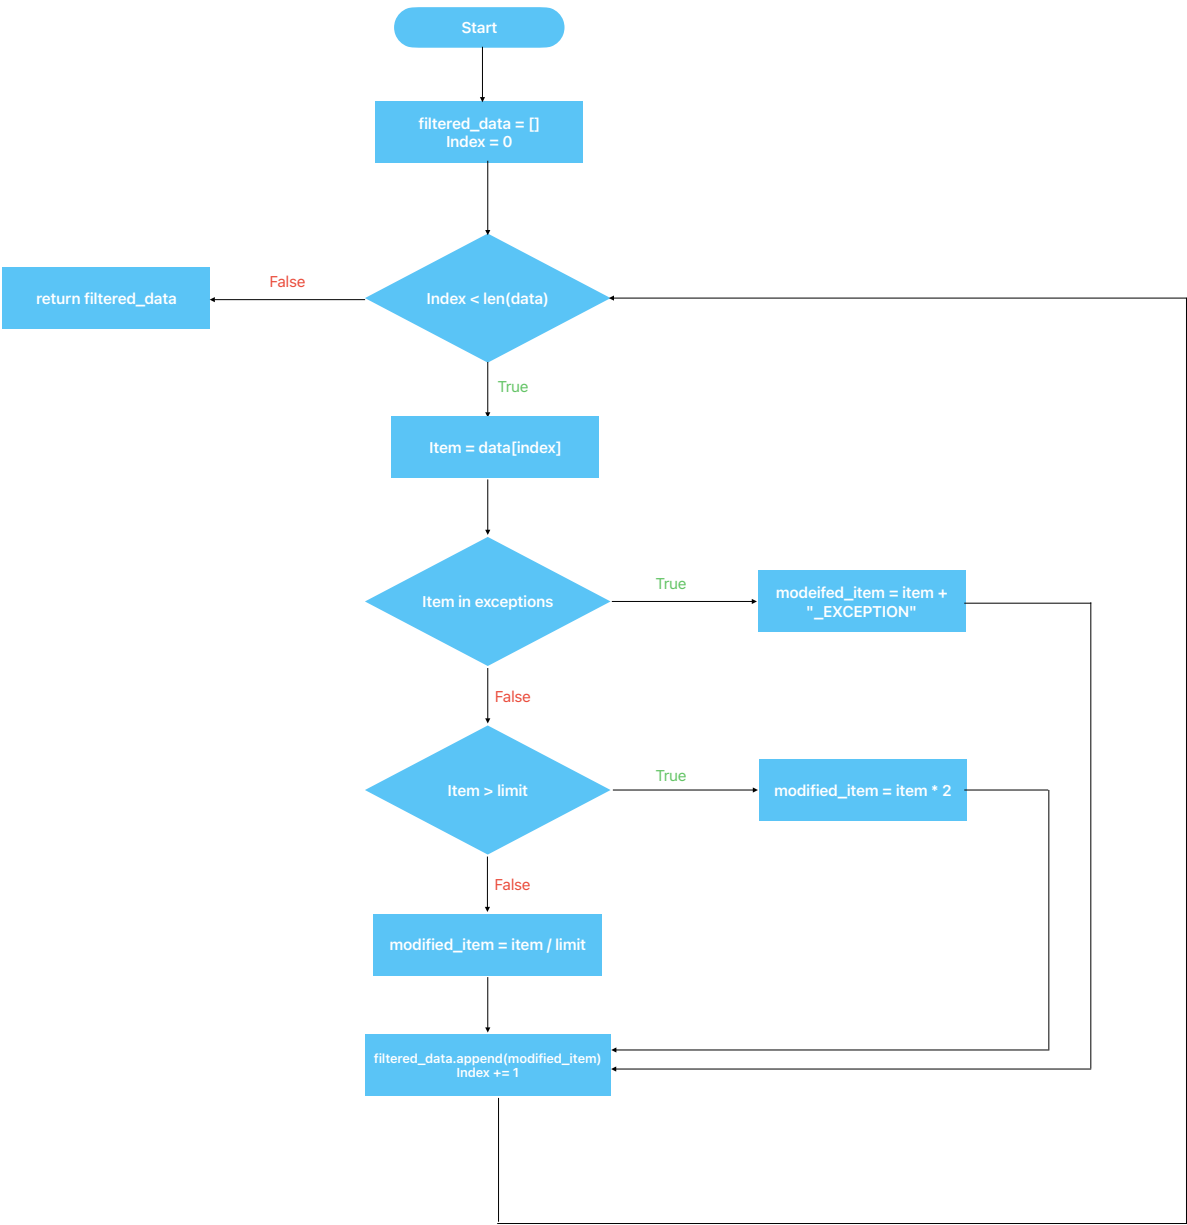 Start
filtered_data = []
Index = 0
False
return filtered_data
Index < len(data)
True
Item = data[index]
True
Item in exceptions
modeifed_item = item +
"_EXCEPTION"
False
True
Item > limit
modified_item = item * 2
False
modified_item = item / limit
filtered_data.append(modified_item)
Index += 1